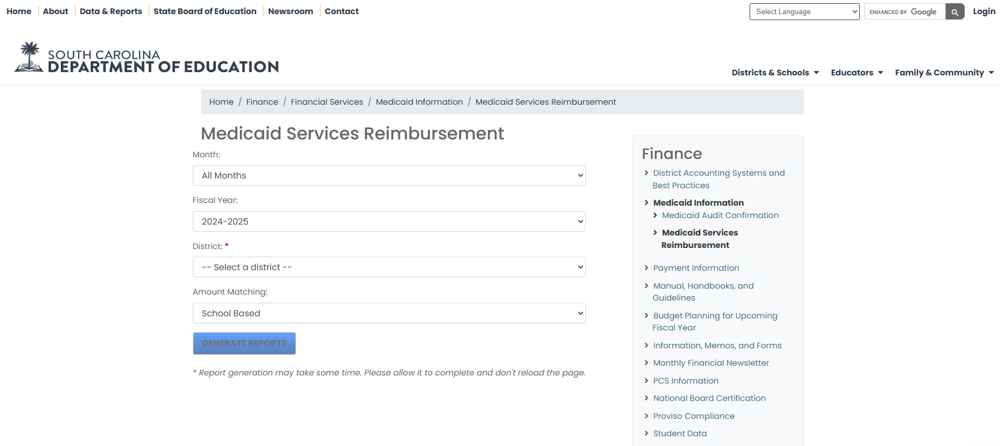 Home
About
Data & Reports
State Board of Education
Newsroom
Contact
Select Language
ENHANCED BY Google
Login
SOUTH CAROLINA
DEPARTMENT OF EDUCATION
Districts & Schools
Educators
Family & Community
Home / Finance / Financial Services / Medicaid Information / Medicaid Services Reimbursement
Medicaid Services Reimbursement
Month:
All Months
Fiscal Year:
2024-2025
District: *
-- Select a district --
Amount Matching:
School Based
GENERATE REPORTS
* Report generation may take some time. Please allow it to complete and don't reload the page.
Finance
District Accounting Systems and
Best Practices
Medicaid Information
Medicaid Audit Confirmation
Medicaid Services
Reimbursement
Payment Information
Manual, Handbooks, and
Guidelines
Budget Planning for Upcoming
Fiscal Year
Information, Memos, and Forms
Monthly Financial Newsletter
PCS Information
National Board Certification
Proviso Compliance
Student Data